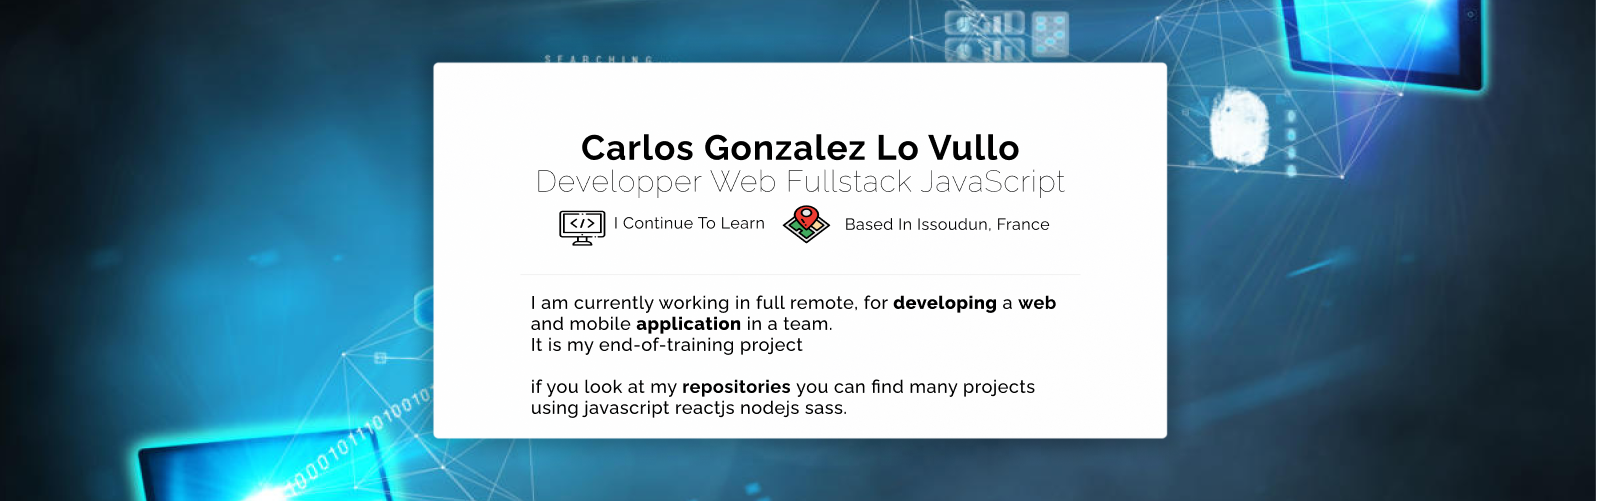 SEARCHING...
Carlos Gonzalez Lo Vullo
Developper Web Fullstack JavaScript
</> I Continue To Learn
Based In Issoudun, France
I am currently working in full remote, for developing a web
and mobile application in a team.
It is my end-of-training project
if you look at my repositories you can find many projects
using javascript reactjs nodejs sass.